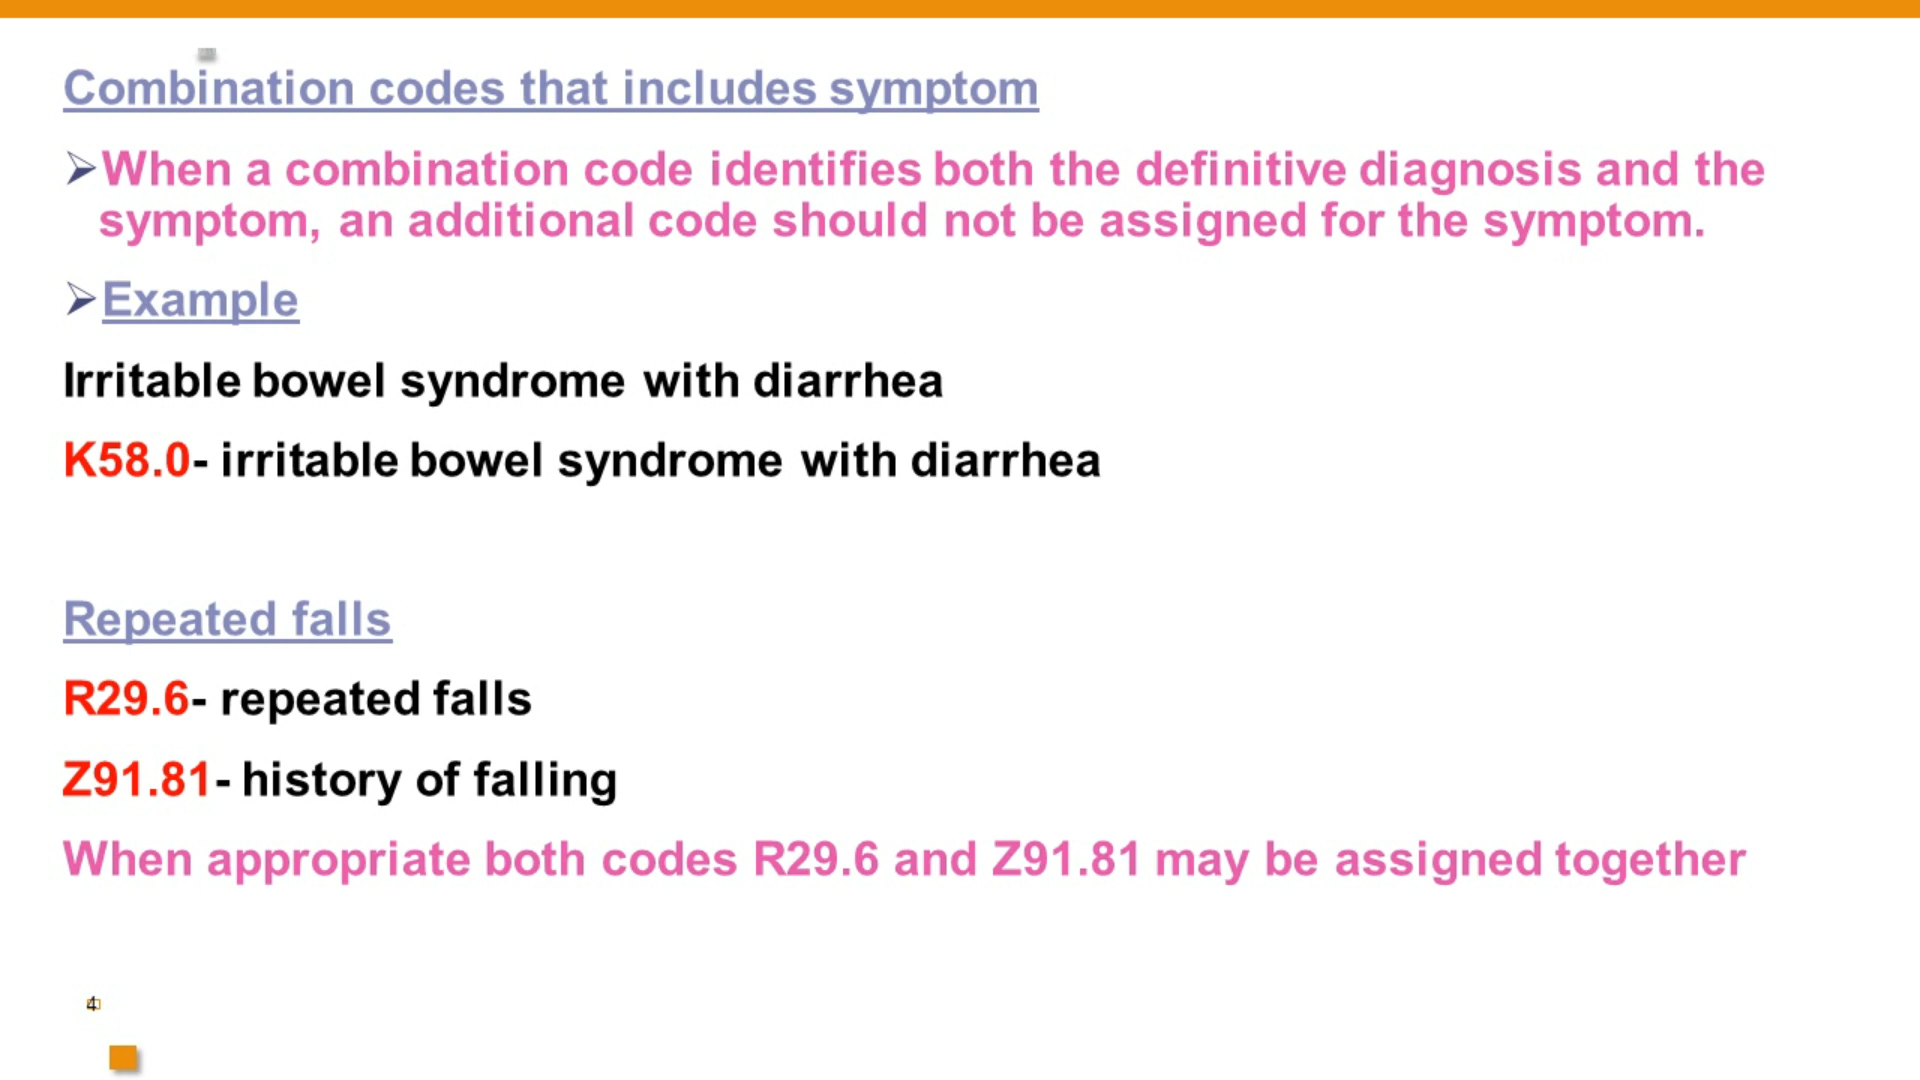 Combination codes that includes symptom
➢When a combination code identifies both the definitive diagnosis and the
symptom, an additional code should not be assigned for the symptom.
➢Example
Irritable bowel syndrome with diarrhea
K58.0- irritable bowel syndrome with diarrhea
Repeated falls
R29.6- repeated falls
Z91.81- history of falling
When appropriate both codes R29.6 and Z91.81 may be assigned together
4